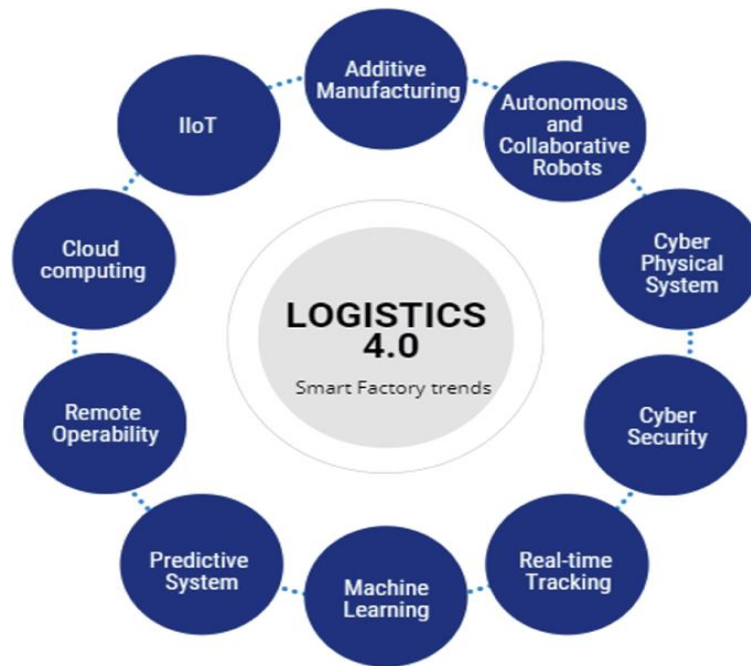 Additive
Manufacturing
Autonomous
and
Collaborative
Robots
Cyber
Physical
System
Cyber
Security
Real-time
Tracking
Machine
Learning
Predictive
System
Remote
Operability
Cloud
computing
IIoT
LOGISTICS
4.0
Smart Factory trends